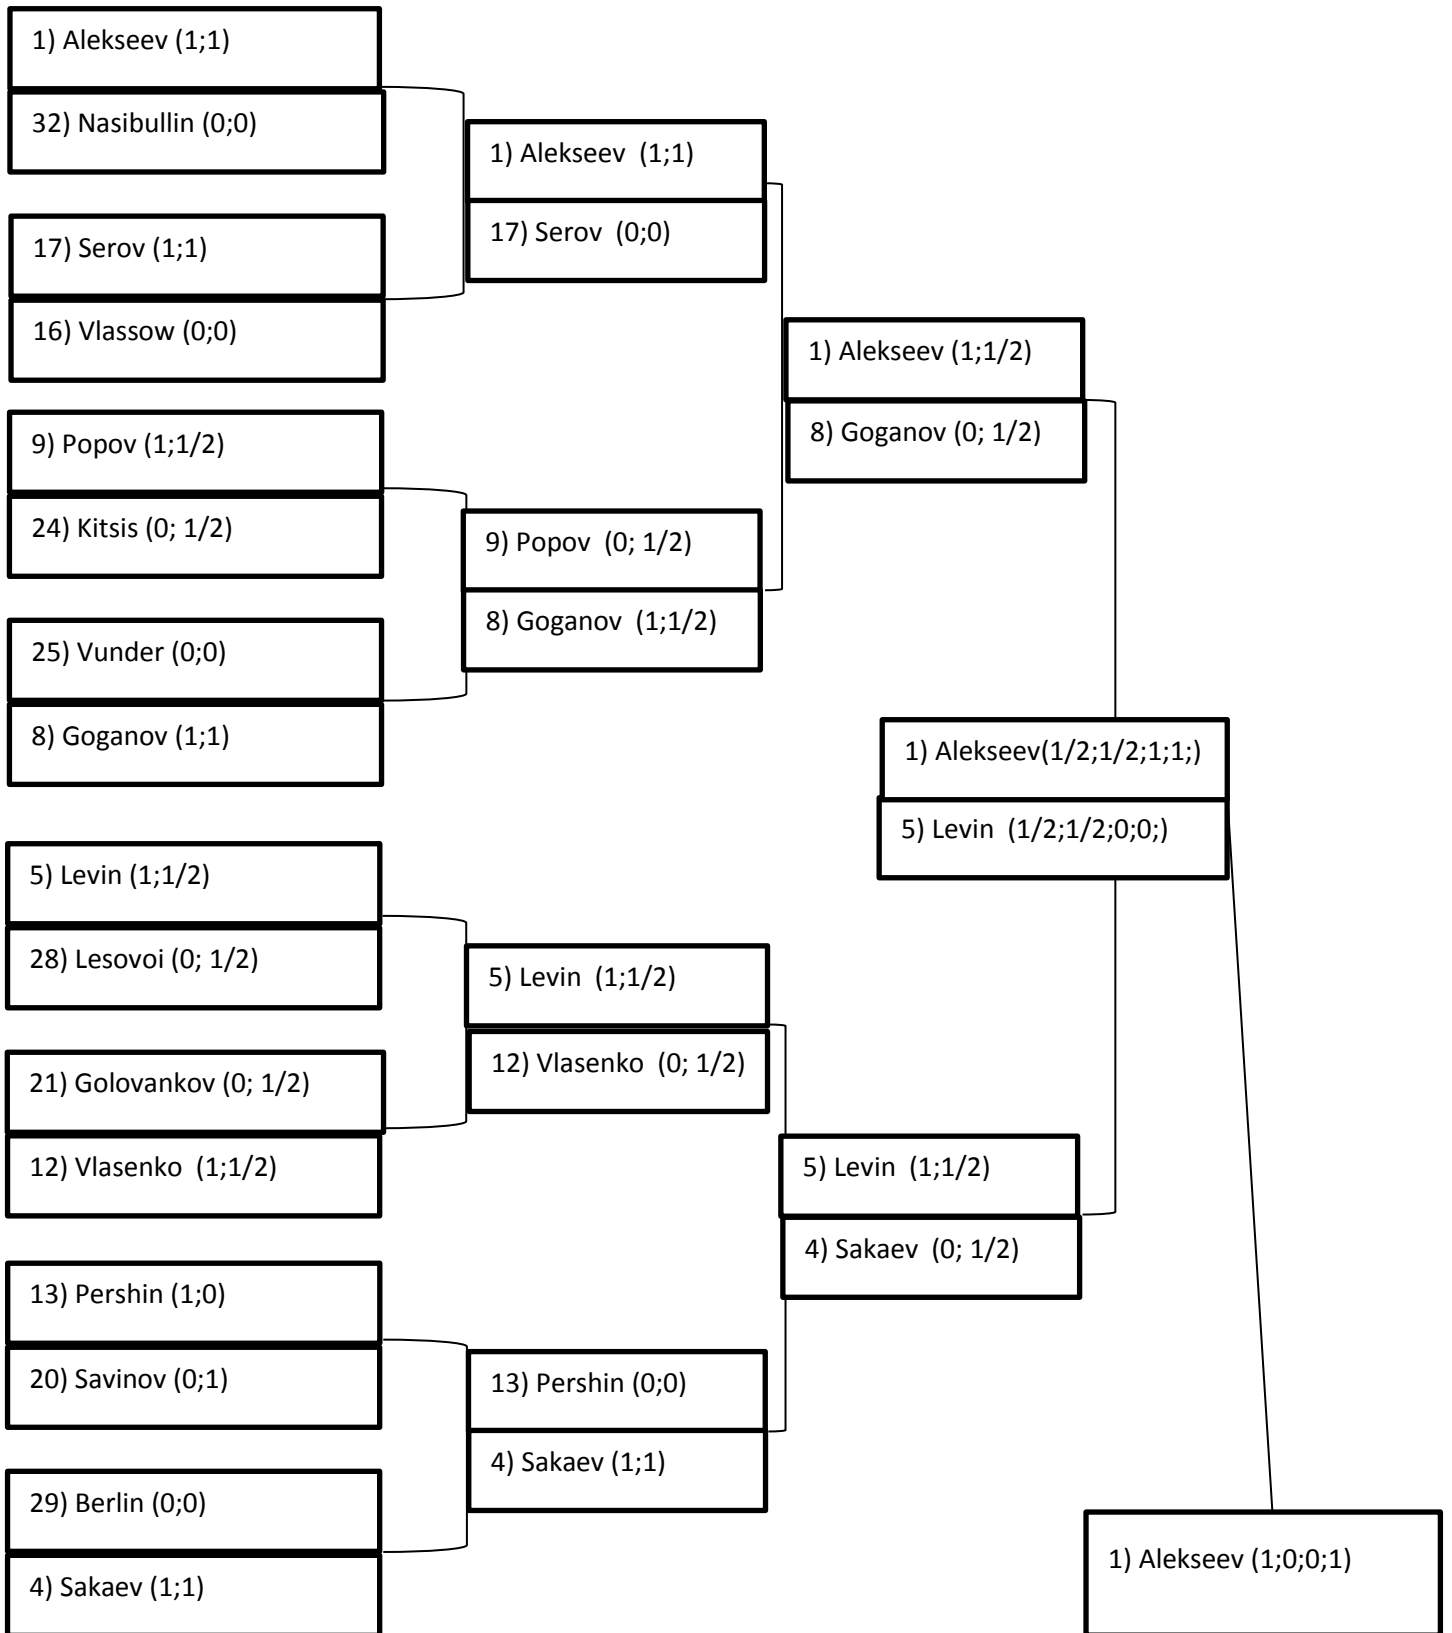 1) Alekseev (1;1)
32) Nasibullin (0;0)
17) Serov (1;1)
16) Vlassow (0;0)
9) Popov (1;1/2)
24) Kitsis (0; 1/2)
25) Vunder (0;0)
8) Goganov (1;1)
5) Levin (1;1/2)
28) Lesovoi (0; 1/2)
21) Golovankov (0; 1/2)
12) Vlasenko (1;1/2)
13) Pershin (1;0)
20) Savinov (0;1)
29) Berlin (0;0)
4) Sakaev (1;1)
1) Alekseev (1;1)
17) Serov (0;0)
9) Popov (0; 1/2)
8) Goganov (1;1/2)
5) Levin (1;1/2)
12) Vlasenko (0; 1/2)
13) Pershin (0;0)
4) Sakaev (1;1)
1) Alekseev (1;1/2)
8) Goganov (0; 1/2)
5) Levin (1;1/2)
4) Sakaev (0; 1/2)
1) Alekseev(1/2;1/2;1;1;)
5) Levin (1/2;1/2;0;0;)
1) Alekseev (1;0;0;1)